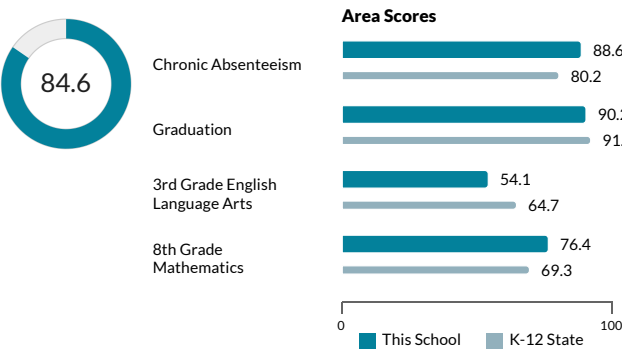 Area Scores
84.6
Chronic Absenteeism
88.6
80.2
Graduation
3rd Grade English
Language Arts
54.1
64.7
8th Grade
Mathematics
76.4
69.3
0
100
This School
K-12 State